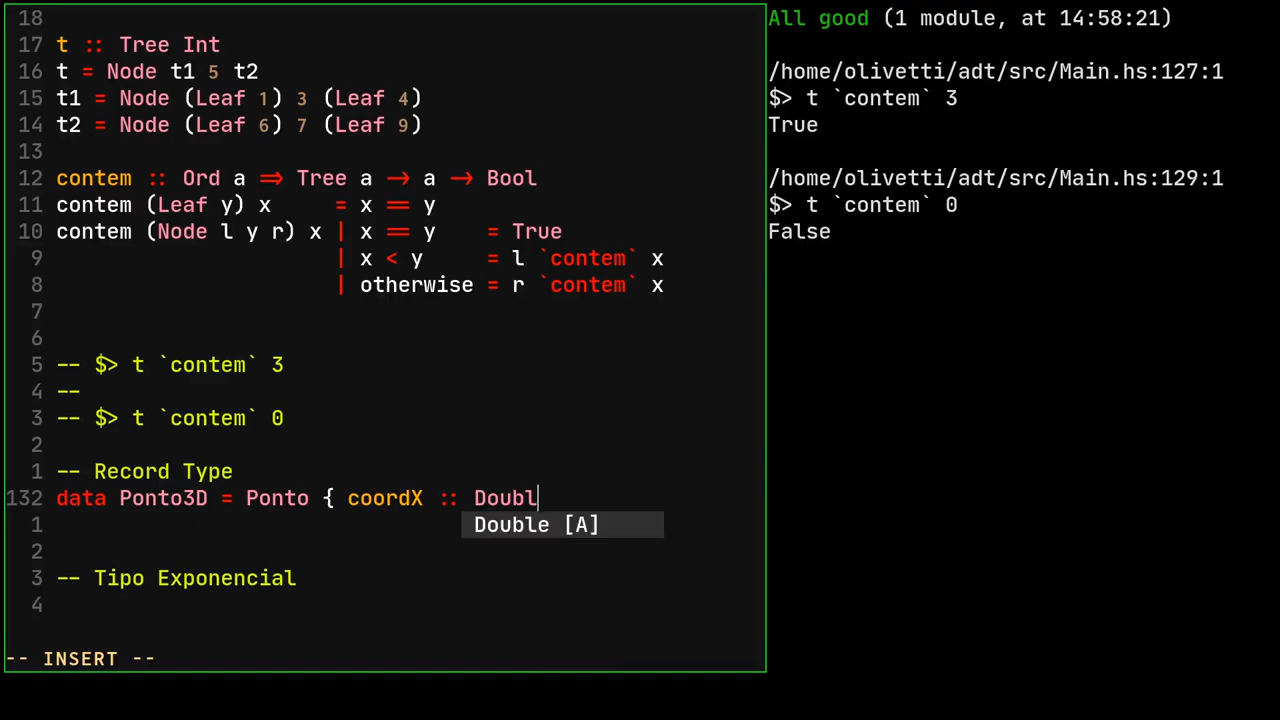 18
17 t :: Tree Int
16 t = Node t1 5 t2
15 t1 = Node (Leaf 1) 3 (Leaf 4)
14 t2 = Node (Leaf 6) 7 (Leaf 9)
13
12 contem :: Ord a => Tree a -> a -> Bool
11 contem (Leaf y) x     = x == y
10 contem (Node l y r) x | x == y    = True
9                       | x < y     = l `contem` x
8                       | otherwise = r `contem` x
7
6
5 -- $> t `contem` 3
4 --
3 -- $> t `contem` 0
2
1 -- Record Type
132 data Ponto3D = Ponto { coordX :: Doubl
1 Double [A]
2
3 -- Tipo Exponencial
4
-- INSERT --
All good (1 module, at 14:58:21)
/home/olivetti/adt/src/Main.hs:127:1
$> t `contem` 3
True
/home/olivetti/adt/src/Main.hs:129:1
$> t `contem` 0
False